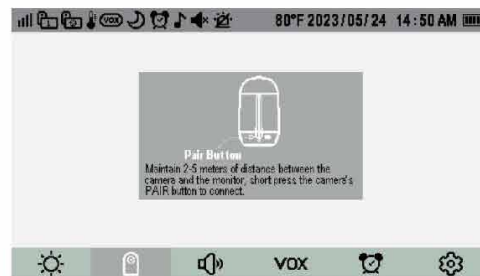 VOX 80°F 2023/05/24 14:50 AM
Pair Button
Maintain 2-5 meters of distance between the
camera and the monitor, short press the camera's
PAIR button to connect.
VOX